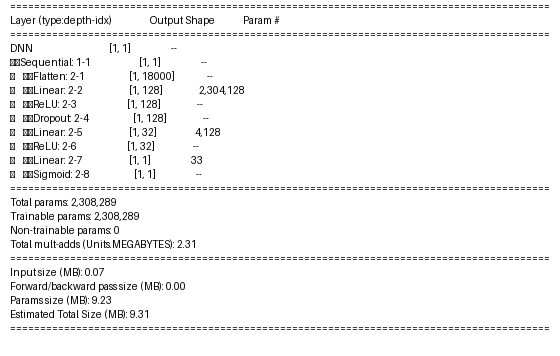 ==========================================================================================
Layer (type:depth-idx) Output Shape Param #
==========================================================================================
DNN [1, 1] --
Sequential: 1-1 [1, 1] --
Flatten: 2-1 [1, 18000] --
Linear: 2-2 [1, 128] 2,304,128
ReLU: 2-3 [1, 128] --
Dropout: 2-4 [1, 128] --
Linear: 2-5 [1, 32] 4,128
ReLU: 2-6 [1, 32] --
Linear: 2-7 [1, 1] 33
Sigmoid: 2-8 [1, 1] --
==========================================================================================
Total params: 2,308,289
Trainable params: 2,308,289
Non-trainable params: 0
Total mult-adds (Units.MEGABYTES): 2.31
==========================================================================================
Input size (MB): 0.07
Forward/backward pass size (MB): 0.00
Params size (MB): 9.23
Estimated Total Size (MB): 9.31
==========================================================================================